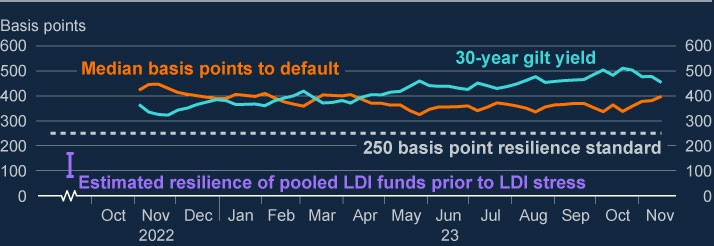 Basis points
600 600
30-year gilt yield
Median basis points to default
500 500
400 400
300 300
250 basis point resilience standard
200 200
100 100
Estimated resilience of pooled LDI funds prior to LDI stress
0 0
Oct Nov Dec Jan Feb Mar Apr May Jun Jul Aug Sep Oct Nov
2022 23